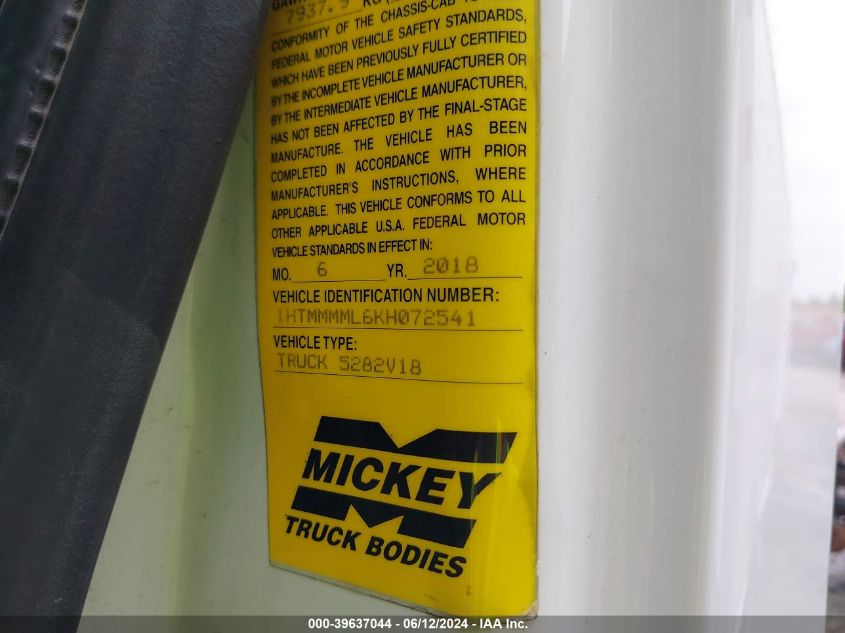 7937.9 KG
CONFORMITY OF THE CHASSIS-CAB
FEDERAL MOTOR VEHICLE SAFETY STANDARDS,
WHICH HAVE BEEN PREVIOUSLY FULLY CERTIFIED
BY THE INCOMPLETE VEHICLE MANUFACTURER OR
BY THE INTERMEDIATE VEHICLE MANUFACTURER,
HAS NOT BEEN AFFECTED BY THE FINAL-STAGE
MANUFACTURE. THE VEHICLE HAS BEEN
COMPLETED IN ACCORDANCE WITH PRIOR
MANUFACTURER'S INSTRUCTIONS, WHERE
APPLICABLE. THIS VEHICLE CONFORMS TO ALL
OTHER APPLICABLE U.S.A. FEDERAL MOTOR
VEHICLE STANDARDS IN EFFECT IN:
MO. 6 YR. 2018
VEHICLE IDENTIFICATION NUMBER:
1HTMMMML6KH072541
VEHICLE TYPE:
TRUCK 5282V18
MICKEY
TRUCK BODIES
000-39637044 / 06/12/2024 - IAA Inc.